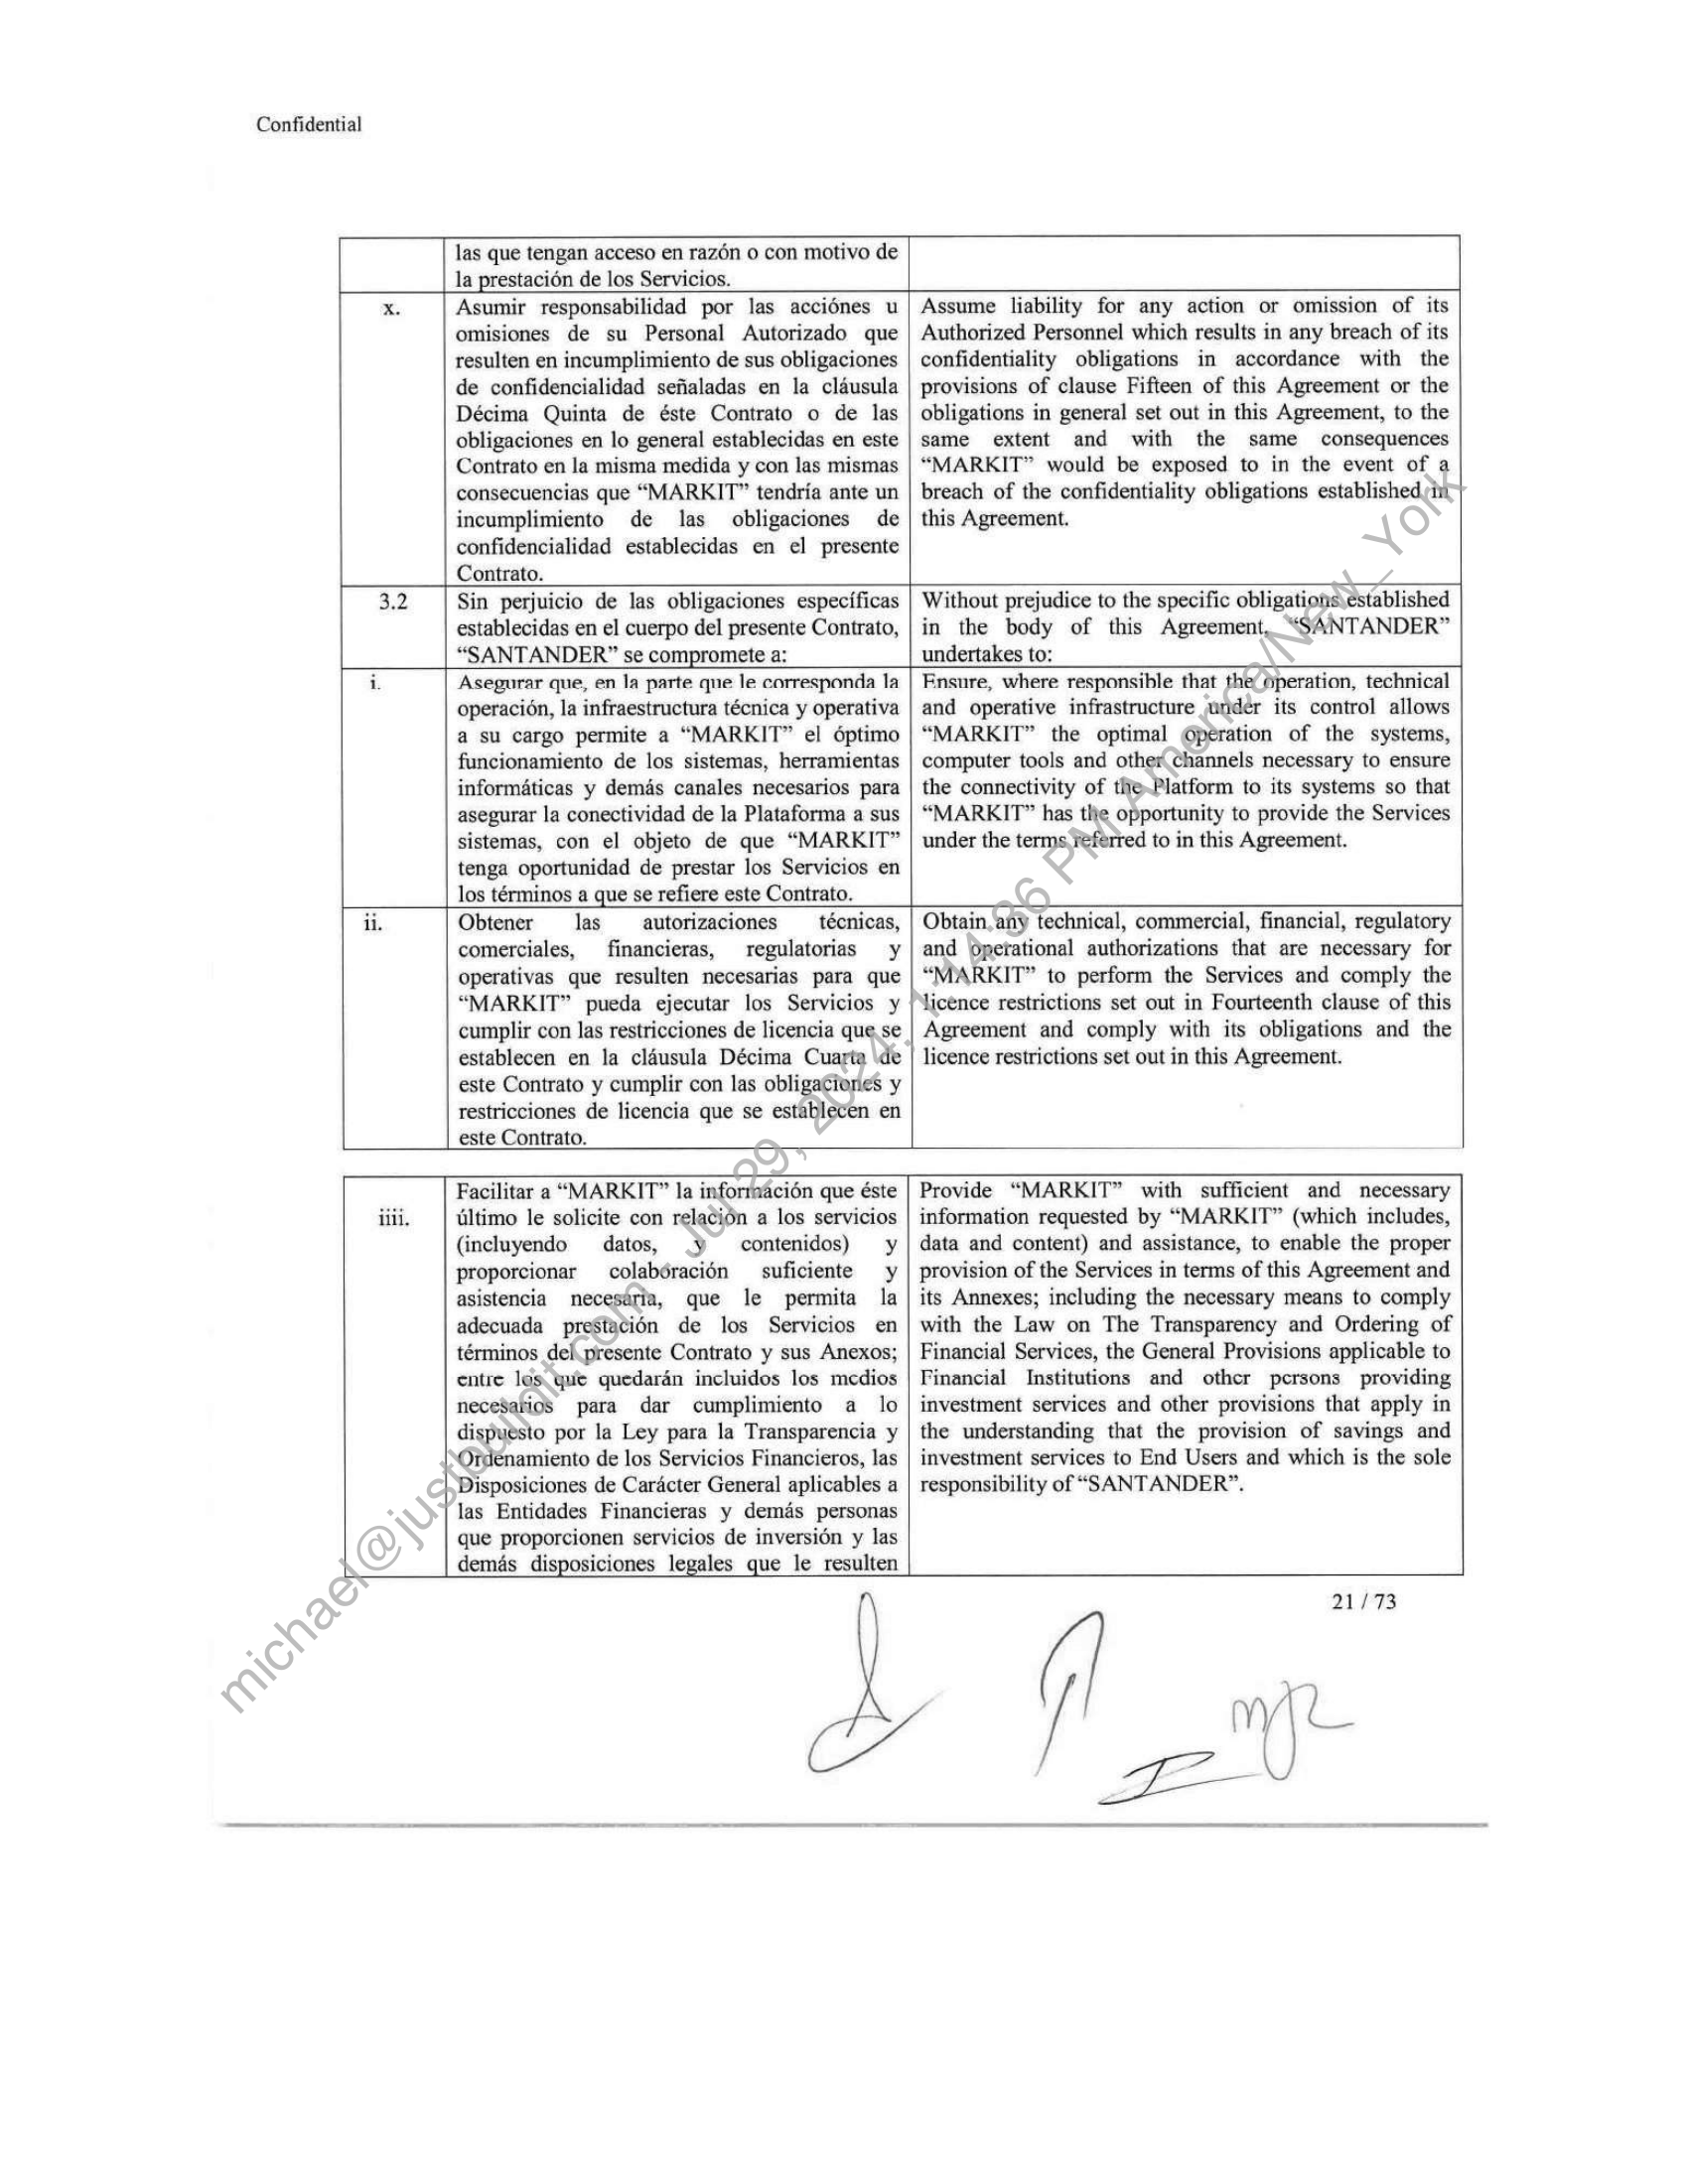 Confidential
las que tengan acceso en razón o con motivo de
la prestación de los Servicios.
x.
Asumir responsabilidad por las acciónes u
omisiones de su Personal Autorizado que
resulten en incumplimiento de sus obligaciones
de confidencialidad señaladas en la cláusula
Décima Quinta de éste Contrato o de las
obligaciones en lo general establecidas en este
Contrato en la misma medida y con las mismas
consecuencias que “MARKIT” tendría ante un
incumplimiento de las obligaciones de
confidencialidad establecidas en el presente
Contrato.
Assume liability for any action or omission of its
Authorized Personnel which results in any breach of its
confidentiality obligations in accordance with the
provisions of clause Fifteen of this Agreement or the
obligations in general set out in this Agreement, to the
same extent and with the same consequences
“MARKIT” would be exposed to in the event of a
breach of the confidentiality obligations established in
this Agreement.
3.2
Sin perjuicio de las obligaciones específicas
establecidas en el cuerpo del presente Contrato,
“SANTANDER” se compromete a:
Without prejudice to the specific obligations established
in the body of this Agreement, “SANTANDER”
undertakes to:
i.
Asegurar que, en la parte que le corresponda la
operación, la infraestructura técnica y operativa
a su cargo permite a “MARKIT” el óptimo
funcionamiento de los sistemas, herramientas
informáticas y demás canales necesarios para
asegurar la conectividad de la Plataforma a sus
sistemas, con el objeto de que “MARKIT”
tenga oportunidad de prestar los Servicios en
los términos a que se refiere este Contrato.
Ensure, where responsible that the operation, technical
and operative infrastructure under its control allows
“MARKIT” the optimal operation of the systems,
computer tools and other channels necessary to ensure
the connectivity of the Platform to its systems so that
“MARKIT” has the opportunity to provide the Services
under the terms referred to in this Agreement.
ii.
Obtener las autorizaciones técnicas,
comerciales, financieras, regulatorias y
operativas que resulten necesarias para que
“MARKIT” pueda ejecutar los Servicios y
cumplir con las restricciones de licencia que se
establecen en la cláusula Décima Cuarta de
este Contrato y cumplir con las obligaciones y
restricciones de licencia que se establecen en
este Contrato.
Obtain any technical, commercial, financial, regulatory
and operational authorizations that are necessary for
“MARKIT” to perform the Services and comply the
licence restrictions set out in Fourteenth clause of this
Agreement and comply with its obligations and the
licence restrictions set out in this Agreement.
iiii.
Facilitar a “MARKIT” la información que éste
último le solicite con relación a los servicios
(incluyendo datos, y contenidos) y
proporcionar colaboración suficiente y
asistencia necesaria, que le permita la
adecuada prestación de los Servicios en
términos del presente Contrato y sus Anexos;
entre los que quedarán incluidos los medios
necesarios para dar cumplimiento a lo
dispuesto por la Ley para la Transparencia y
Ordenamiento de los Servicios Financieros, las
Disposiciones de Carácter General aplicables a
las Entidades Financieras y demás personas
que proporcionen servicios de inversión y las
demás disposiciones legales que le resulten
Provide “MARKIT” with sufficient and necessary
information requested by “MARKIT” (which includes,
data and content) and assistance, to enable the proper
provision of the Services in terms of this Agreement and
its Annexes; including the necessary means to comply
with the Law on The Transparency and Ordering of
Financial Services, the General Provisions applicable to
Financial Institutions and other persons providing
investment services and other provisions that apply in
the understanding that the provision of savings and
investment services to End Users and which is the sole
responsibility of “SANTANDER”.
21 / 73
michael@justbuildit.com - Jul 29, 2024, 1:14:36 PM America/New_York